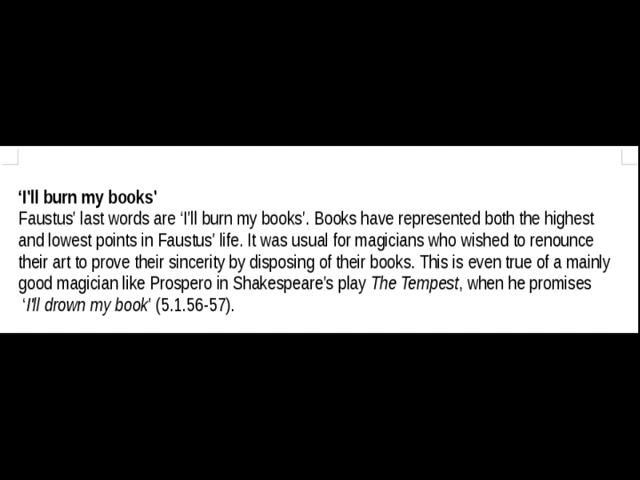 ‘I’ll burn my books’
Faustus’ last words are ‘I’ll burn my books’. Books have represented both the highest
and lowest points in Faustus’ life. It was usual for magicians who wished to renounce
their art to prove their sincerity by disposing of their books. This is even true of a mainly
good magician like Prospero in Shakespeare’s play The Tempest, when he promises
‘I’ll drown my book’ (5.1.56-57).